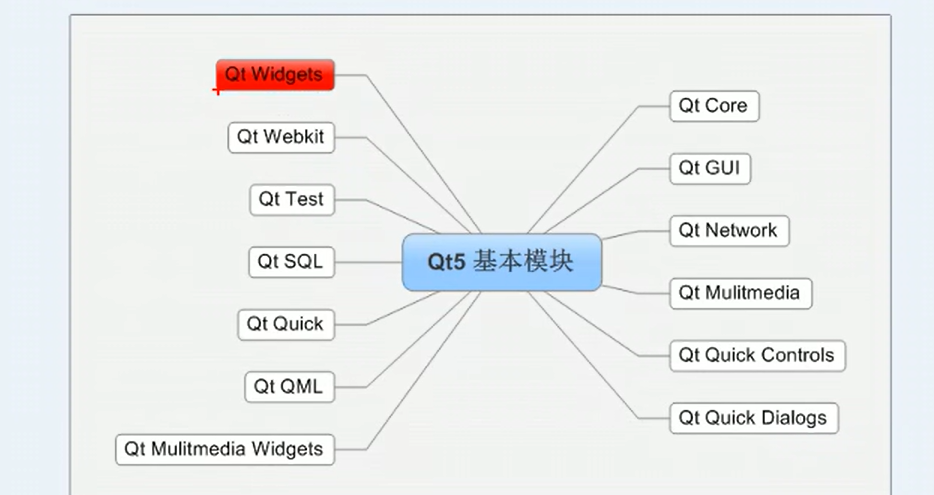 Qt Widgets
Qt Webkit
Qt Test
Qt SQL
Qt Quick
Qt QML
Qt Mulitmedia Widgets
Qt5 基本模块
Qt Core
Qt GUI
Qt Network
Qt Mulitmedia
Qt Quick Controls
Qt Quick Dialogs